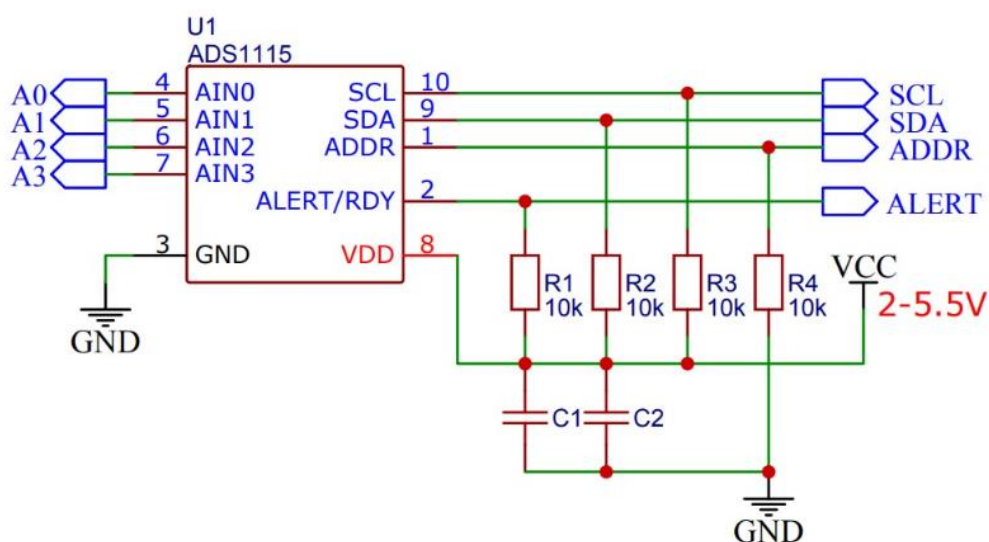 U1
ADS1115
A0 4 AIN0 SCL 10 SCL
A1 5 AIN1 SDA 9 SDA
A2 6 AIN2 ADDR 1 ADDR
A3 7 AIN3
ALERT/RDY 2 ALERT
3 GND VDD 8
R1 R2 R3 R4 VCC
10k 10k 10k 10k 2-5.5V
GND
C1 C2
GND